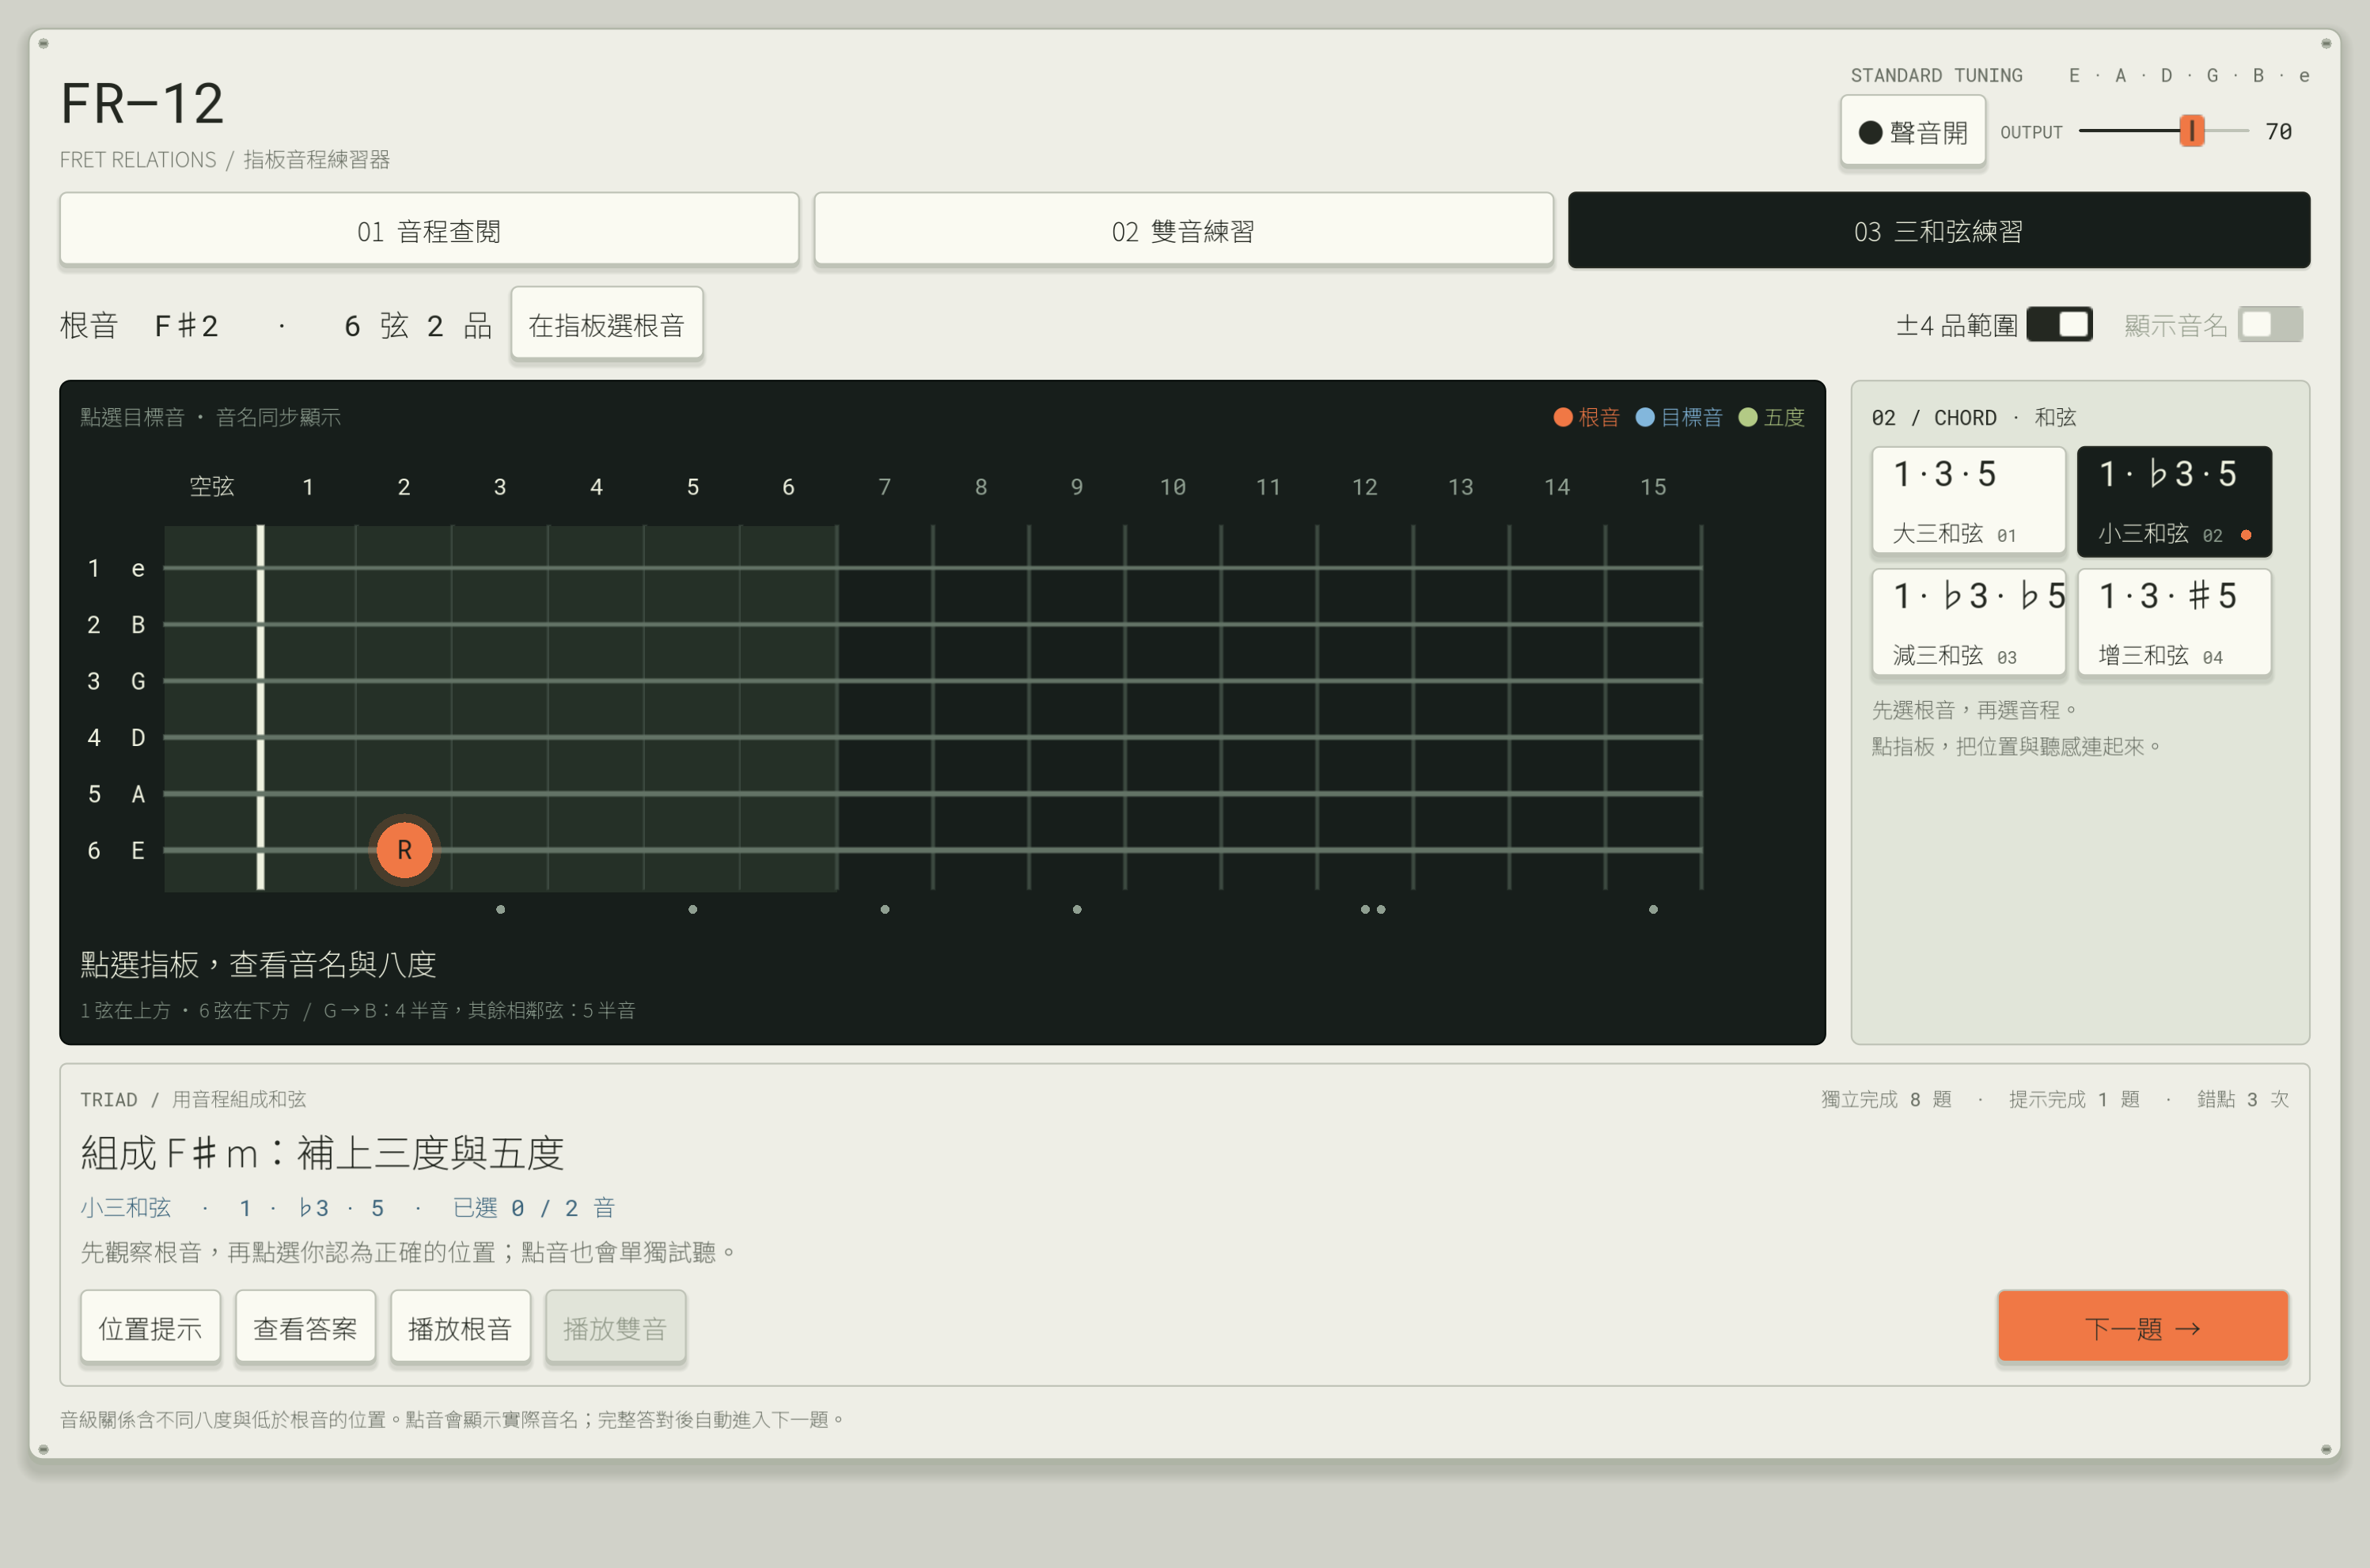 FR–12
FRET RELATIONS / 指板音程練習器
STANDARD TUNING E · A · D · G · B · e
聲音開 OUTPUT 70
01 音程查閱
02 雙音練習
03 三和弦練習
根音 F♯2 · 6 弦 2 品
在指板選根音
±4 品範圍
顯示音名
點選目標音・音名同步顯示
根音 目標音 五度
空弦 1 2 3 4 5 6 7 8 9 10 11 12 13 14 15
1 e
2 B
3 G
4 D
5 A
6 E R
點選指板，查看音名與八度
1 弦在上方・6 弦在下方 / G→B：4 半音，其餘相鄰弦：5 半音
02 / CHORD · 和弦
1·3·5
大三和弦 01
1·♭3·5
小三和弦 02
1·♭3·♭5
減三和弦 03
1·3·♯5
增三和弦 04
先選根音，再選音程。
點指板，把位置與聽感連起來。
TRIAD / 用音程組成和弦
獨立完成 8 題 · 提示完成 1 題 · 錯點 3 次
組成 F♯m：補上三度與五度
小三和弦 · 1 · ♭3 · 5 · 已選 0 / 2 音
先觀察根音，再點選你認為正確的位置；點音也會單獨試聽。
位置提示
查看答案
播放根音
播放雙音
下一題 →
音級關係含不同八度與低於根音的位置。點音會顯示實際音名；完整答對後自動進入下一題。